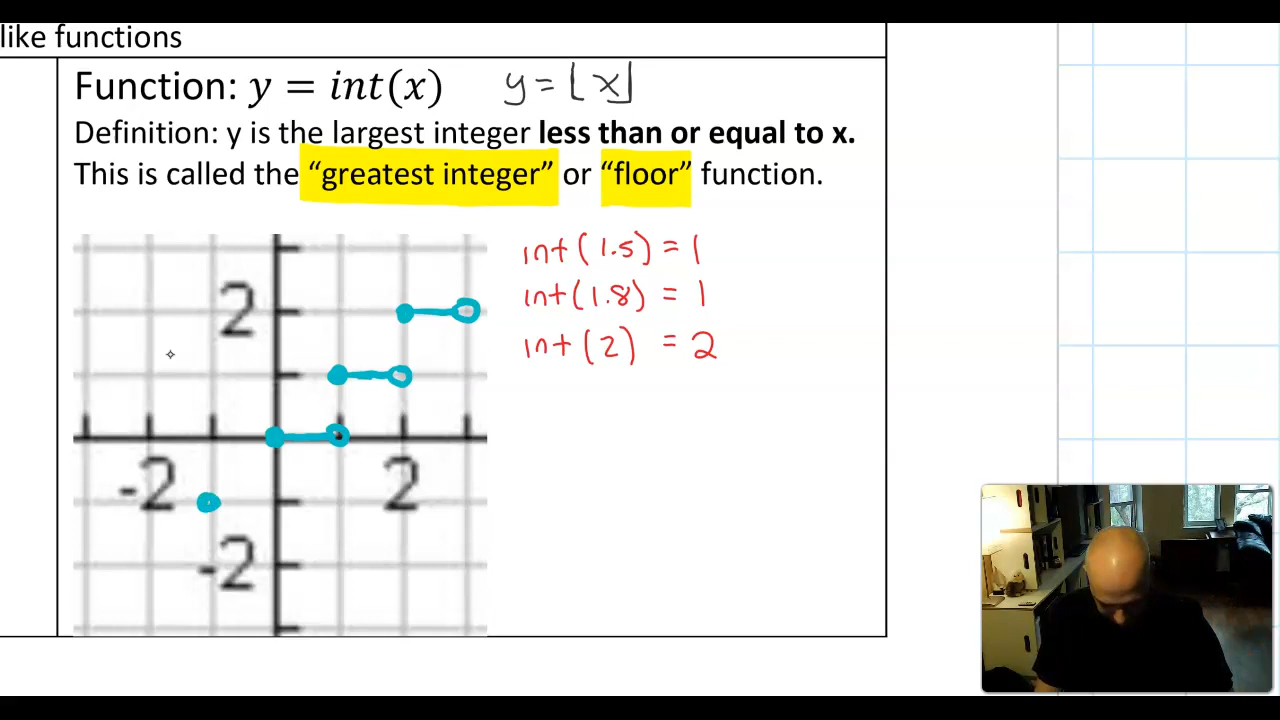 like functions
Function: y = int(x) y = ⌊x⌋
Definition: y is the largest integer less than or equal to x.
This is called the “greatest integer” or “floor” function.
int(1.5) = 1
int(1.8) = 1
int(2) = 2
2
-2 2
-2